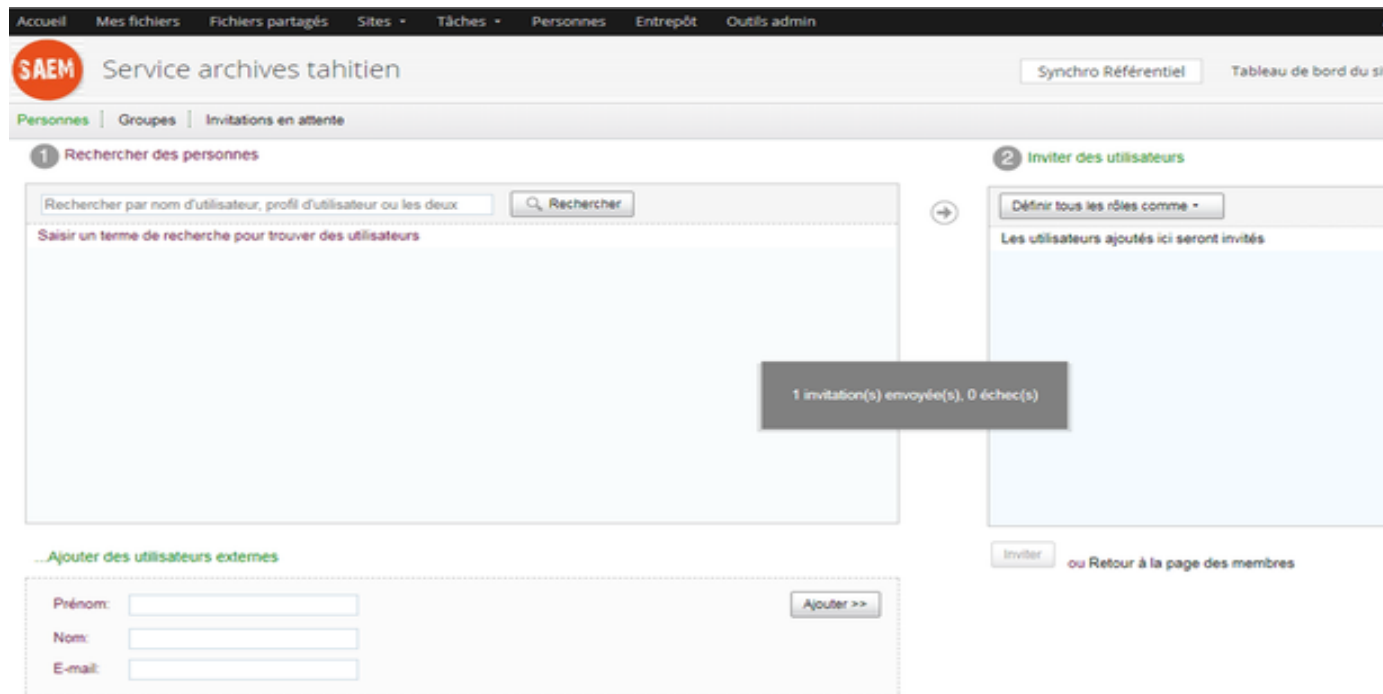 Accueil Mes fichiers Fichiers partagés Sites Tâches Personnes Entrepôt Outils admin
SAEM Service archives tahitien Synchro Référentiel Tableau de bord du si
Personnes Groupes Invitations en attente
1 Rechercher des personnes
Rechercher par nom d'utilisateur, profil d'utilisateur ou les deux Rechercher
Saisir un terme de recherche pour trouver des utilisateurs
2 Inviter des utilisateurs
Définir tous les rôles comme
Les utilisateurs ajoutés ici seront invités
1 invitation(s) envoyée(s), 0 échec(s)
...Ajouter des utilisateurs externes
Inviter ou Retour à la page des membres
Prénom: Ajouter >>
Nom:
E-mail: